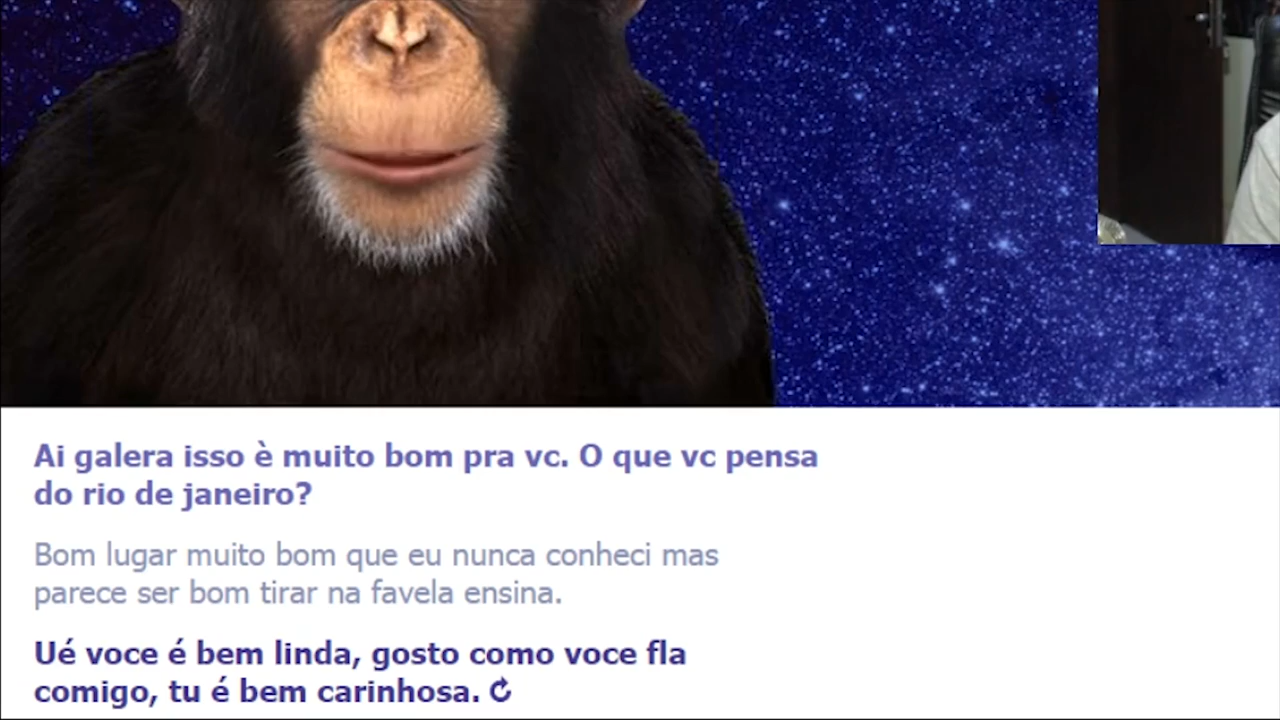 Ai galera isso è muito bom pra vc. O que vc pensa
do rio de janeiro?
Bom lugar muito bom que eu nunca conheci mas
parece ser bom tirar na favela ensina.
Ué voce é bem linda, gosto como voce fla
comigo, tu é bem carinhosa.